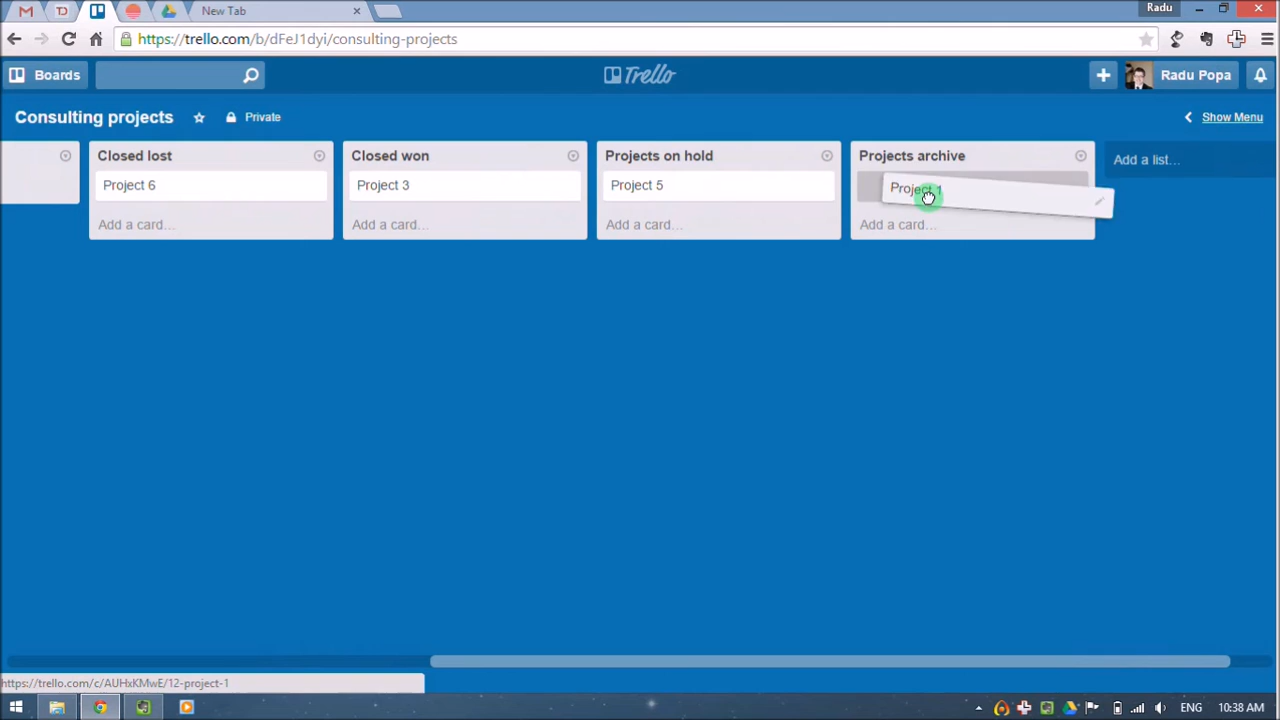 New Tab
Radu
https://trello.com/b/dFeJ1dyi/consulting-projects
Boards
Trello
Radu Popa
Consulting projects
Private
Show Menu
Closed lost
Closed won
Projects on hold
Projects archive
Add a list…
Project 6
Project 3
Project 5
Project 1
Add a card…
Add a card…
Add a card…
Add a card…
https://trello.com/c/AUHxKMwE/12-project-1
ENG
10:38 AM